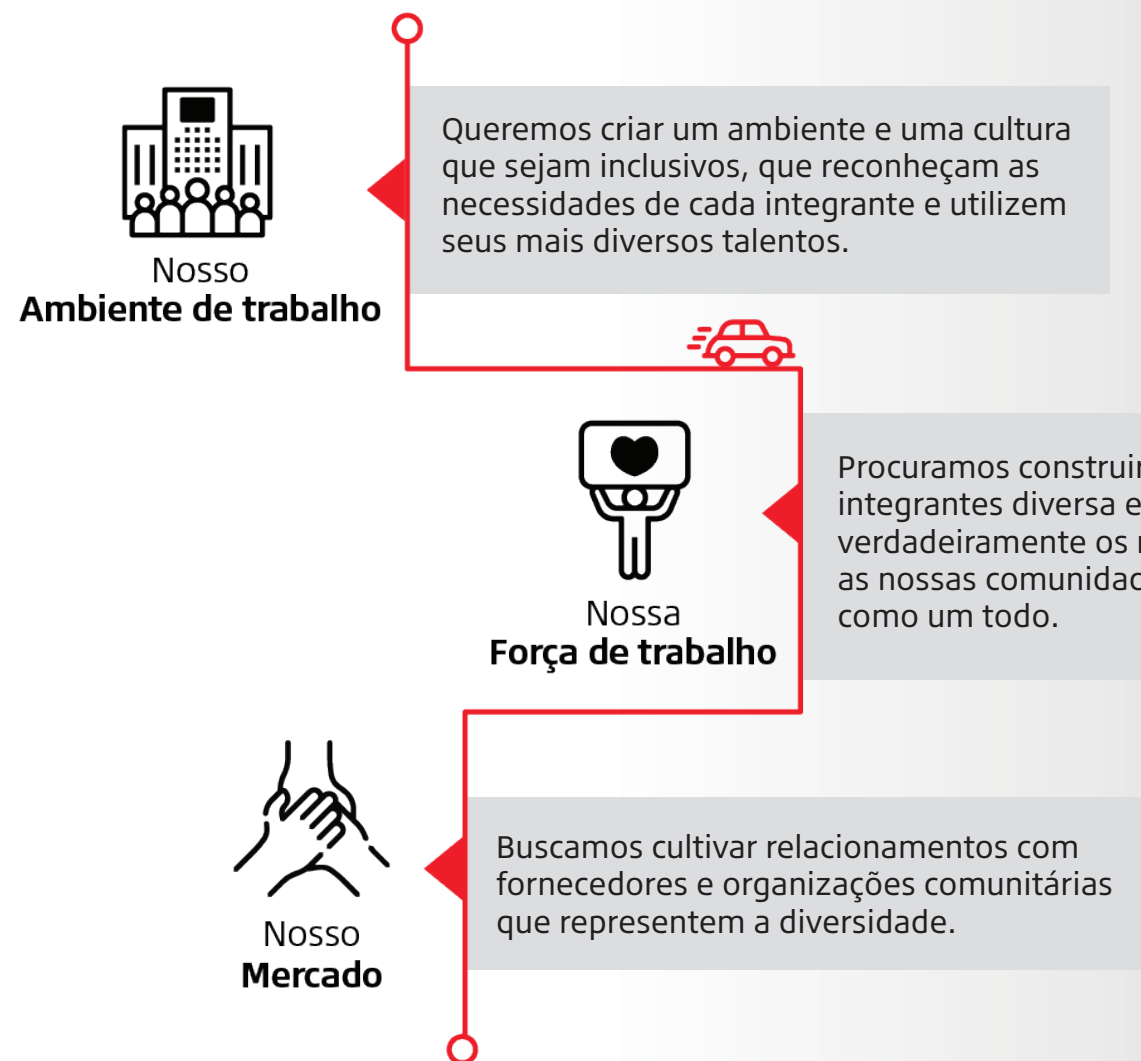 Queremos criar um ambiente e uma cultura
que sejam inclusivos, que reconheçam as
necessidades de cada integrante e utilizem
seus mais diversos talentos.
Nosso
Ambiente de trabalho
Procuramos construir
integrantes diversa e
verdadeiramente os
as nossas
como um todo.
Nossa
Força de trabalho
Buscamos cultivar relacionamentos com
fornecedores e organizações comunitárias
que representem a diversidade.
Nosso
Mercado